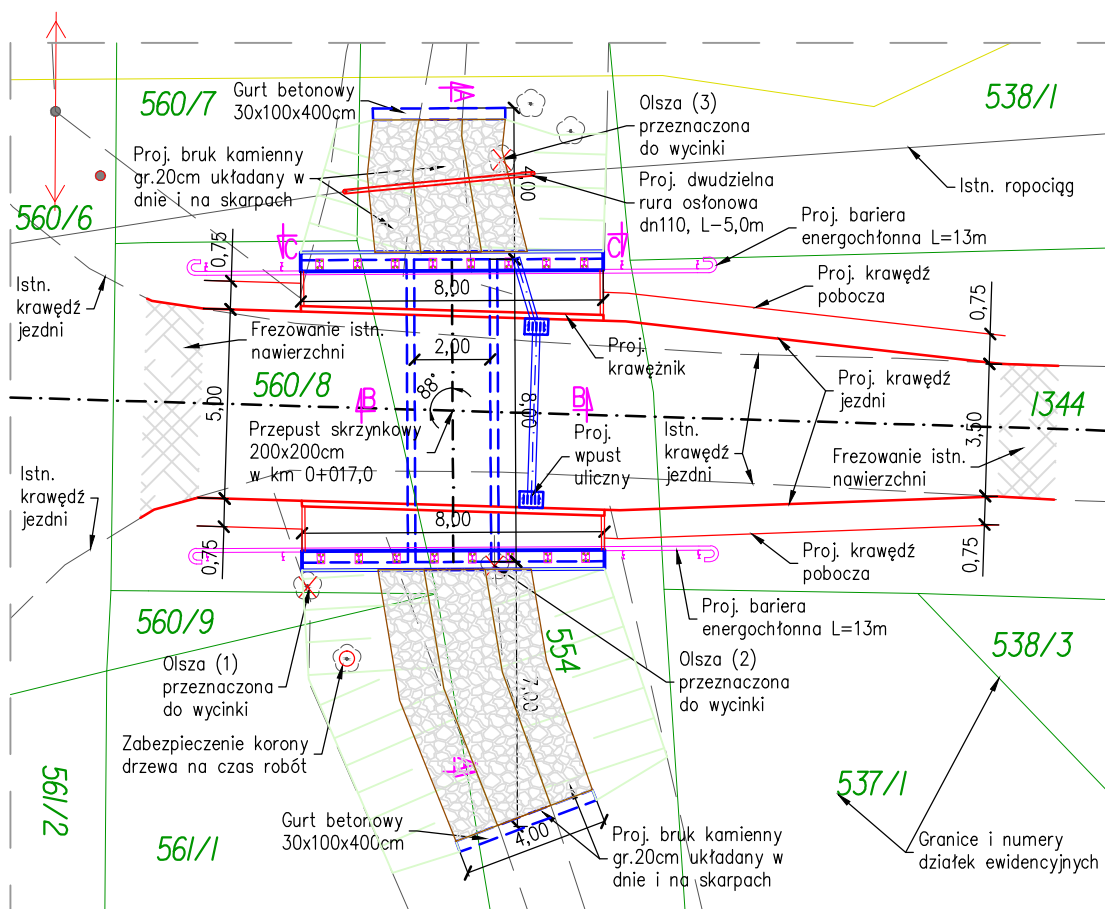 560/7
Gurt betonowy
30x100x400cm
A
Olsza (3)
przeznaczona
do wycinki
538/1
Proj. bruk kamienny
gr.20cm układany w
dnie i na skarpach
Proj. dwudzielna
rura osłonowa
dn110, L-5,0m
Istn. ropociąg
560/6
Proj. bariera
energochłonna L=13m
C
C
0,75
Istn.
krawędź
jezdni
8,00
Proj. krawędź
pobocza
0,75
Frezowanie istn.
nawierzchni
2,00
Proj.
krawężnik
560/8
88°
Proj. krawędź
jezdni
5,00
B
B
8,00
3,50
1344
Przepust skrzynkowy
200x200cm
w km 0+017,0
Proj.
wpust
uliczny
Istn.
krawędź
jezdni
Frezowanie istn.
nawierzchni
Istn.
krawędź
jezdni
8,00
0,75
0,75
Proj. krawędź
pobocza
560/9
Proj. bariera
energochłonna L=13m
554
538/3
Olsza (1)
przeznaczona
do wycinki
Olsza (2)
przeznaczona
do wycinki
7,00
Zabezpieczenie korony
drzewa na czas robót
561/2
537/1
561/1
Gurt betonowy
30x100x400cm
4,00
Proj. bruk kamienny
gr.20cm układany w
dnie i na skarpach
Granice i numery
działek ewidencyjnych